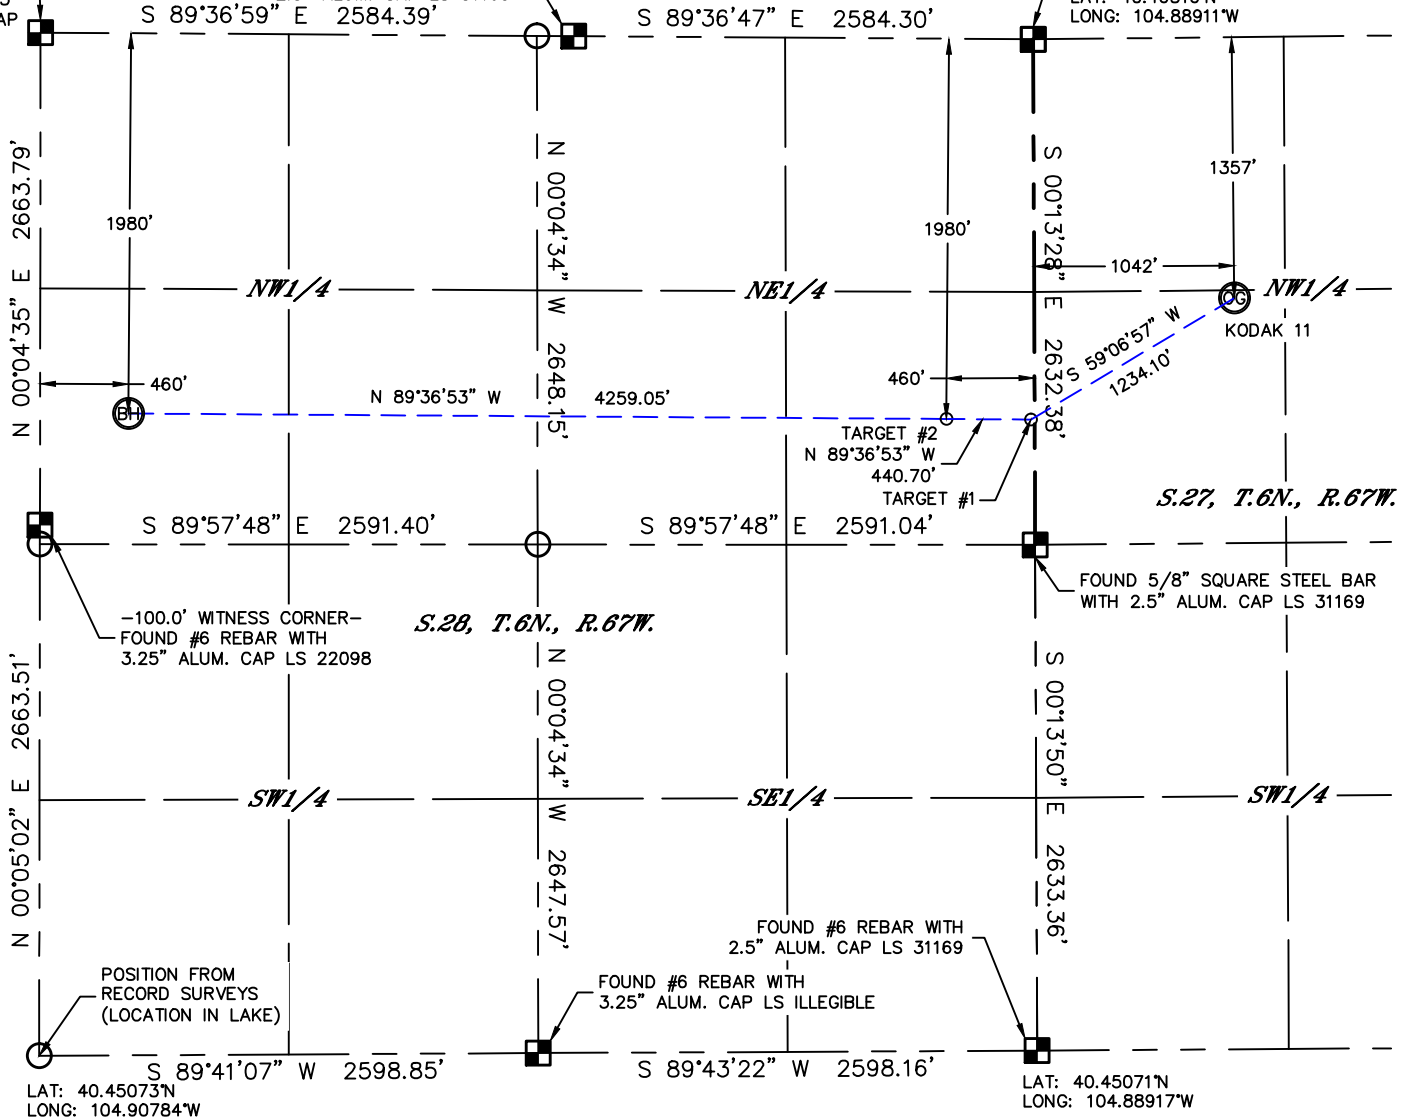 AP
S 89°36'59" E 2584.39'
S 89°36'47" E 2584.30'
LONG: 104.88911°W
N 00°04'35" E 2663.79'
1980'
N 00°04'34" W 2648.15'
1980'
S 00°13'28" E 2632.38'
1357'
1042'
NW1/4
NE1/4
NW1/4
OG
KODAK 11
S 59°06'57" W
1234.10'
460'
460'
BH
N 89°36'53" W 4259.05'
TARGET #2
N 89°36'53" W
440.70'
TARGET #1
S.27, T.6N., R.67W.
S 89°57'48" E 2591.40'
S 89°57'48" E 2591.04'
FOUND 5/8" SQUARE STEEL BAR
WITH 2.5" ALUM. CAP LS 31169
-100.0' WITNESS CORNER-
FOUND #6 REBAR WITH
3.25" ALUM. CAP LS 22098
S.28, T.6N., R.67W.
N 00°05'02" E 2663.51'
N 00°04'34" W 2647.57'
S 00°13'50" E 2633.36'
SW1/4
SE1/4
SW1/4
FOUND #6 REBAR WITH
2.5" ALUM. CAP LS 31169
POSITION FROM
RECORD SURVEYS
(LOCATION IN LAKE)
FOUND #6 REBAR WITH
3.25" ALUM. CAP LS ILLEGIBLE
S 89°41'07" W 2598.85'
S 89°43'22" W 2598.16'
LAT: 40.45073°N
LONG: 104.90784°W
LAT: 40.45071°N
LONG: 104.88917°W